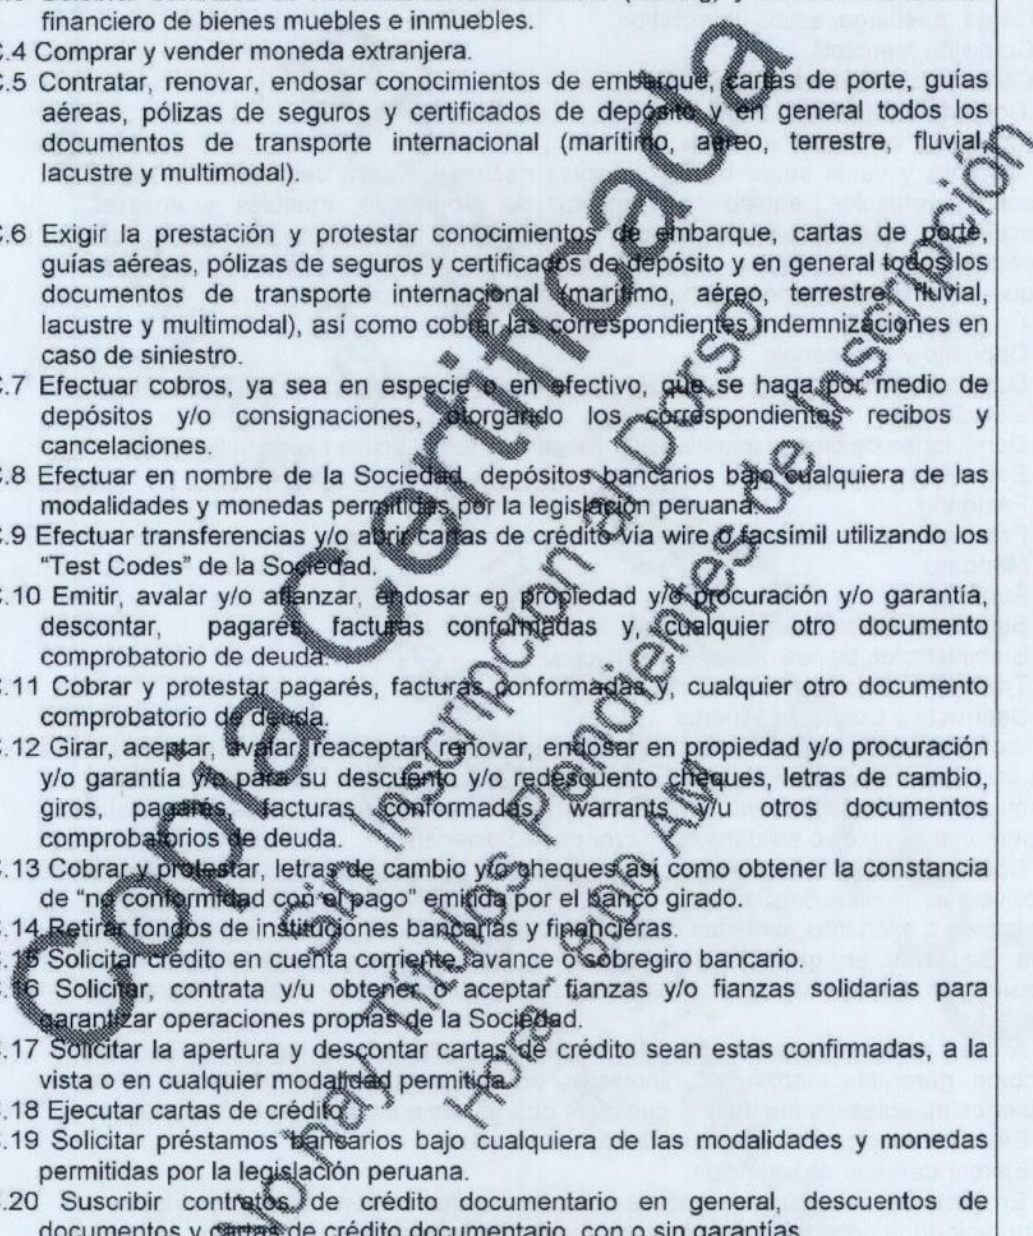 financiero de bienes muebles e inmuebles.
C.4 Comprar y vender moneda extranjera.
C.5 Contratar, renovar, endosar conocimientos de embarque, cartas de porte, guías
aéreas, pólizas de seguros y certificados de depósito y en general todos los
documentos de transporte internacional (marítimo, aéreo, terrestre, fluvial,
lacustre y multimodal).
C.6 Exigir la prestación y protestar conocimientos de embarque, cartas de porte,
guías aéreas, pólizas de seguros y certificados de depósito y en general todos los
documentos de transporte internacional (marítimo, aéreo, terrestre, fluvial,
lacustre y multimodal), así como cobrar las correspondientes indemnizaciones en
caso de siniestro.
C.7 Efectuar cobros, ya sea en especie o en efectivo, que se haga por medio de
depósitos y/o consignaciones, otorgando los correspondientes recibos y
cancelaciones.
C.8 Efectuar en nombre de la Sociedad, depósitos bancarios bajo cualquiera de las
modalidades y monedas permitidas por la legislación peruana.
C.9 Efectuar transferencias y/o abrir cartas de crédito vía wire o facsímil utilizando los
"Test Codes" de la Sociedad.
C.10 Emitir, avalar y/o afianzar, endosar en propiedad y/o procuración y/o garantía,
descontar, pagarés, facturas conformadas y, cualquier otro documento
comprobatorio de deuda.
C.11 Cobrar y protestar pagarés, facturas conformadas y, cualquier otro documento
comprobatorio de deuda.
C.12 Girar, aceptar, avalar, reaceptar, renovar, endosar en propiedad y/o procuración
y/o garantía y/o para su descuento y/o redescuento cheques, letras de cambio,
giros, pagarés, facturas conformadas, warrants y/u otros documentos
comprobatorios de deuda.
C.13 Cobrar y protestar, letras de cambio y/o cheques así como obtener la constancia
de "no conformidad con el pago" emitida por el banco girado.
C.14 Retirar fondos de instituciones bancarias y financieras.
C.15 Solicitar crédito en cuenta corriente, avance o sobregiro bancario.
C.16 Solicitar, contrata y/u obtener o aceptar fianzas y/o fianzas solidarias para
garantizar operaciones propias de la Sociedad.
C.17 Solicitar la apertura y descontar cartas de crédito sean estas confirmadas, a la
vista o en cualquier modalidad permitida.
C.18 Ejecutar cartas de crédito.
C.19 Solicitar préstamos bancarios bajo cualquiera de las modalidades y monedas
permitidas por la legislación peruana.
C.20 Suscribir contratos de crédito documentario en general, descuentos de
documentos y cartas de crédito documentario, con o sin garantías.
Copia Certificada
Sin Inscripcion al Dorso
No hay Títulos Pendientes de Inscripción
Hora: AM